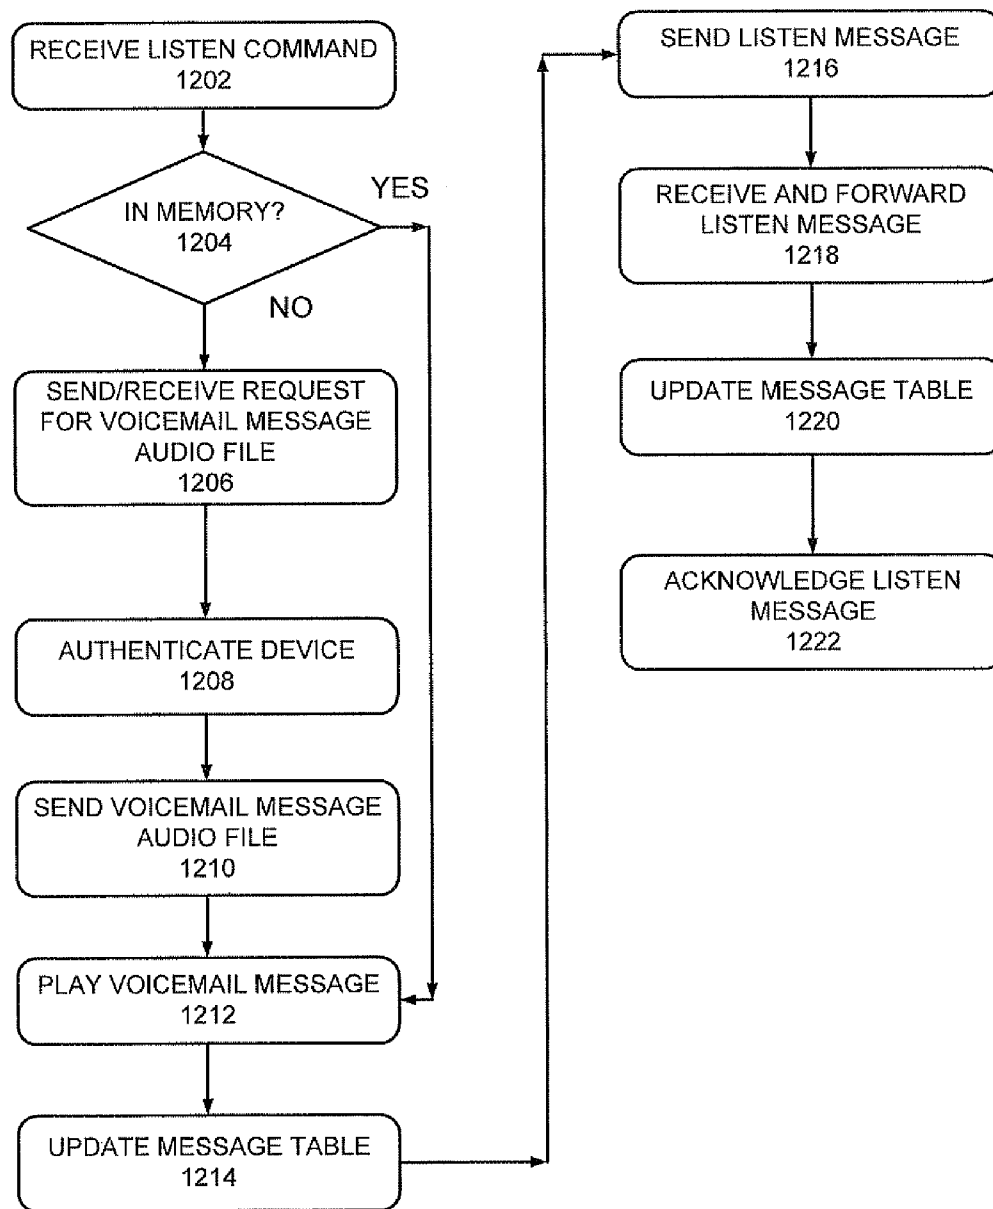 RECEIVE LISTEN COMMAND
1202
IN MEMORY?
1204
YES
NO
SEND/RECEIVE REQUEST
FOR VOICEMAIL MESSAGE
AUDIO FILE
1206
AUTHENTICATE DEVICE
1208
SEND VOICEMAIL MESSAGE
AUDIO FILE
1210
PLAY VOICEMAIL MESSAGE
1212
UPDATE MESSAGE TABLE
1214
SEND LISTEN MESSAGE
1216
RECEIVE AND FORWARD
LISTEN MESSAGE
1218
UPDATE MESSAGE TABLE
1220
ACKNOWLEDGE LISTEN
MESSAGE
1222